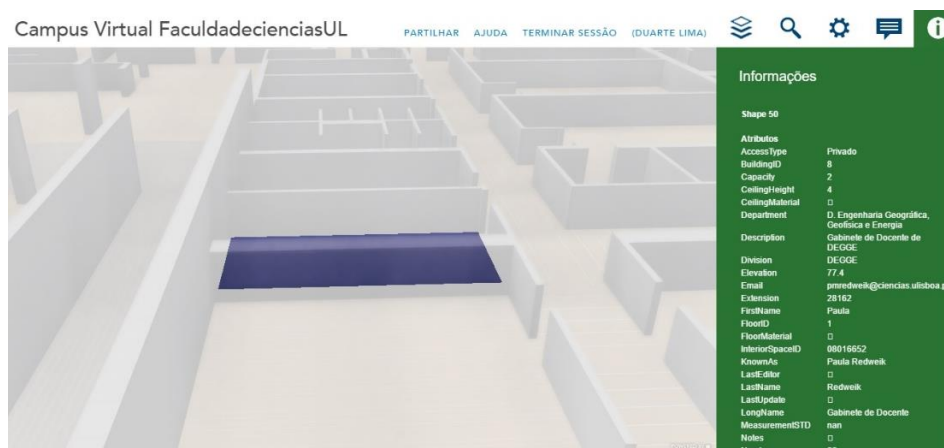 Campus Virtual FaculdadecienciasUL
PARTILHAR AJUDA TERMINAR SESSÃO (DUARTE LIMA)
Informações
Shape 50
Atributos
AccessType Privado
BuildingID 8
Capacity 2
CeilingHeight 4
CeilingMaterial
Department D. Engenharia Geográfica,
Geofísica e Energia
Description Gabinete de Docente de
DEGGE
Division DEGGE
Elevation 77.4
Email pmredweik@ciencias.ulisboa.p
Extension 28162
FirstName Paula
FloorID 1
FloorMaterial
InteriorSpaceID 08016652
KnownAs Paula Redweik
LastEditor
LastName Redweik
LastUpdate
LongName Gabinete de Docente
MeasurementSTD nan
Notes